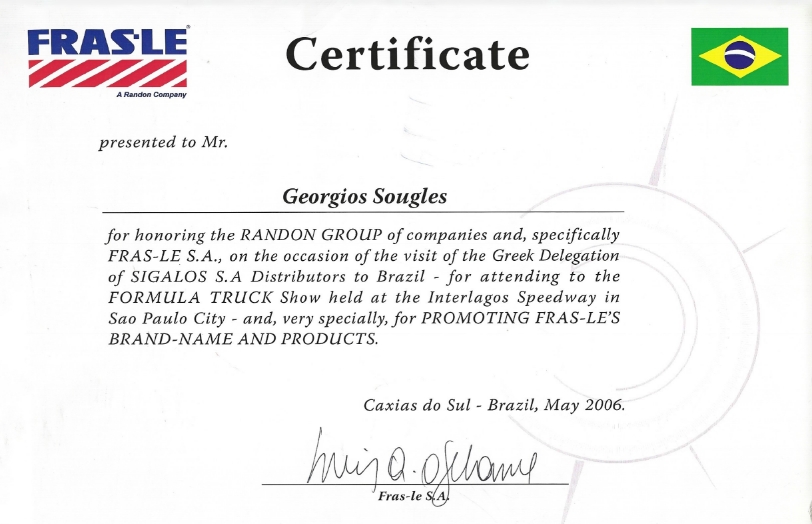 FRAS-LE®
A Randon Company
Certificate
presented to Mr.
Georgios Sougles
for honoring the RANDON GROUP of companies and, specifically
FRAS-LE S.A., on the occasion of the visit of the Greek Delegation
of SIGALOS S.A Distributors to Brazil - for attending to the
FORMULA TRUCK Show held at the Interlagos Speedway in
Sao Paulo City - and, very specially, for PROMOTING FRAS-LE'S
BRAND-NAME AND PRODUCTS.
Caxias do Sul - Brazil, May 2006.
Fras-le S.A.